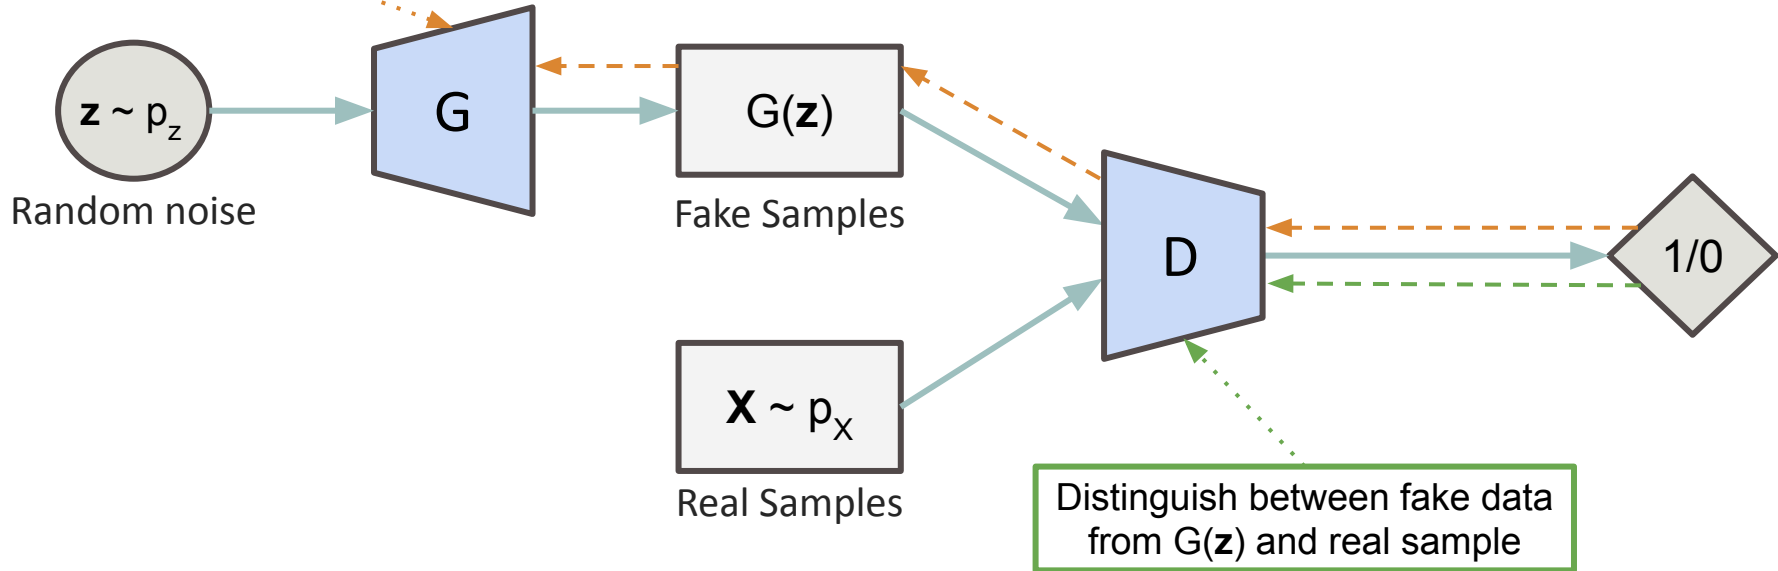 z ~ pz
Random noise
G
G(z)
Fake Samples
X ~ pX
Real Samples
D
1/0
Distinguish between fake data
from G(z) and real sample